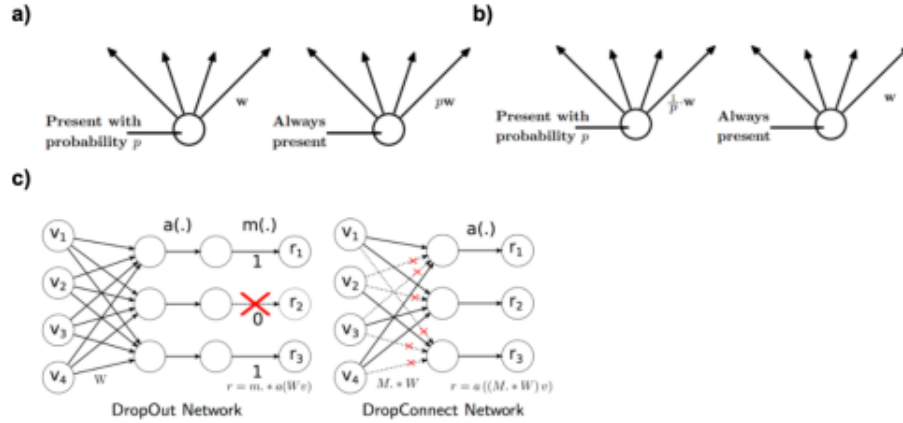 a)
b)
Present with
probability p
w
Always
present
pw
Present with
probability p
1/p · w
Always
present
w
c)
a(.)
m(.)
v1
v2
v3
v4
1
0
1
r1
r2
r3
W
r = m. * a(Wv)
DropOut Network
a(.)
v1
v2
v3
v4
r1
r2
r3
M. * W
r = a((M. * W) v)
DropConnect Network